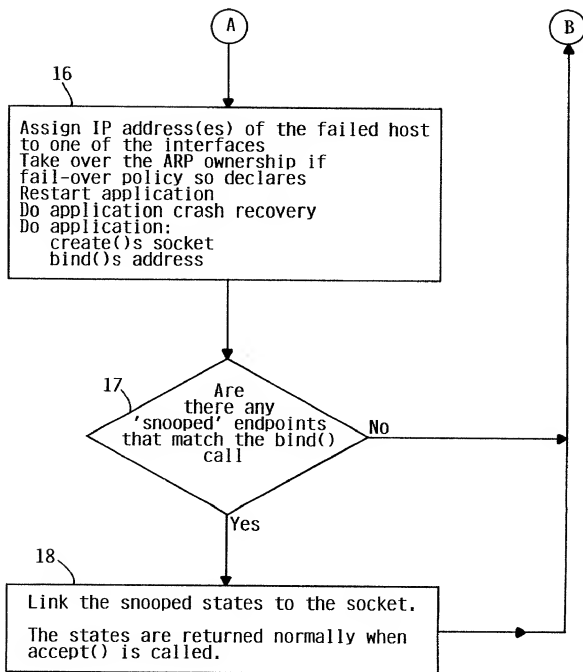 A
B
16
Assign IP address(es) of the failed host
to one of the interfaces
Take over the ARP ownership if
fail-over policy so declares
Restart application
Do application crash recovery
Do application:
create()s socket
bind()s address
17
Are
there any
'snooped' endpoints
that match the bind()
call
No
Yes
18
Link the snooped states to the socket.
The states are returned normally when
accept() is called.